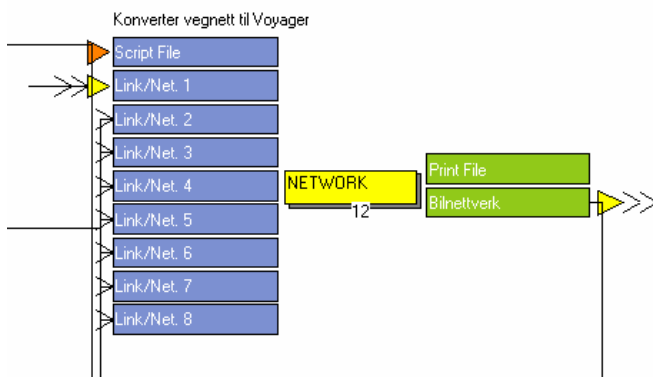 Konverter vegnett til Voyager
Script File
Link/Net. 1
Link/Net. 2
Link/Net. 3
Link/Net. 4
Link/Net. 5
Link/Net. 6
Link/Net. 7
Link/Net. 8
NETWORK
12
Print File
Bilnettverk